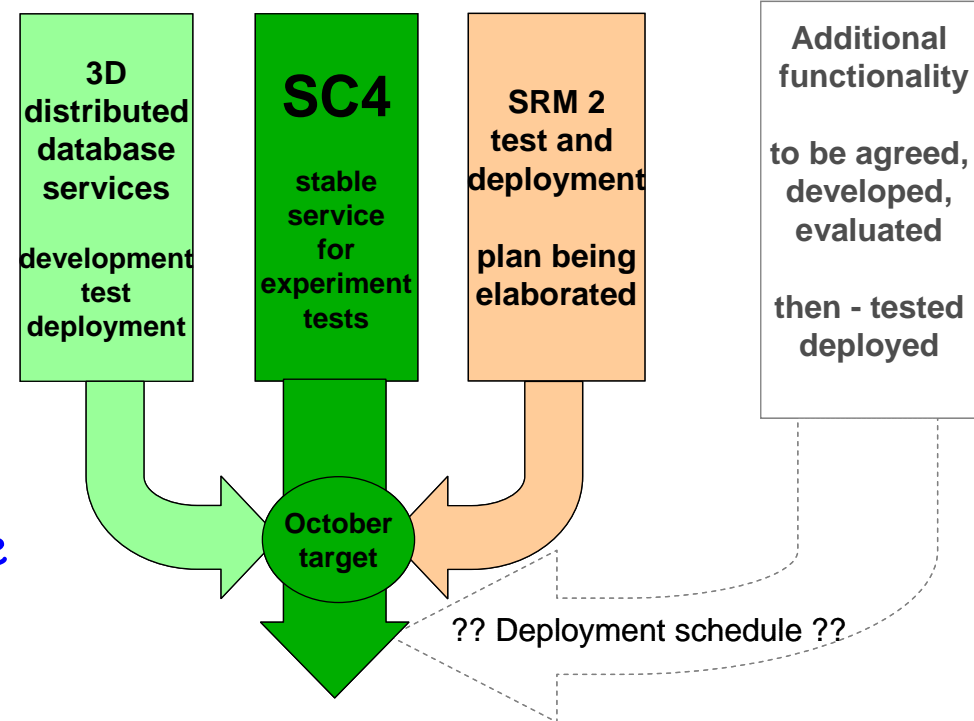 3D
distributed
database
services
development
test
deployment
SC4
stable
service
for
experiment
tests
SRM 2
test and
deployment
plan being
elaborated
Additional
functionality
to be agreed,
developed,
evaluated
then - tested
deployed
October
target
?? Deployment schedule ??